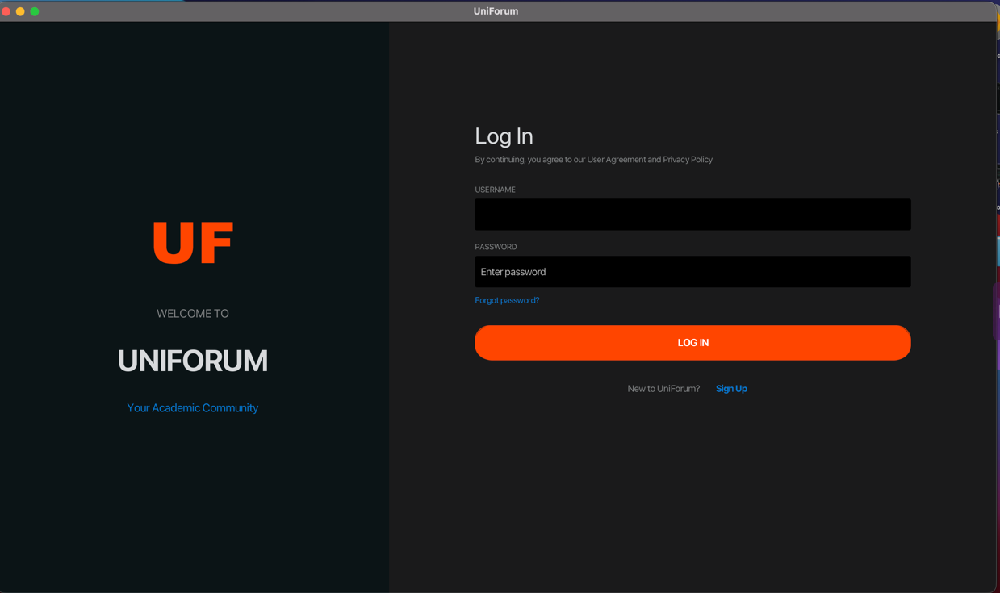 UniForum
UF
WELCOME TO
UNIFORUM
Your Academic Community
Log In
By continuing, you agree to our User Agreement and Privacy Policy
USERNAME
PASSWORD
Enter password
Forgot password?
LOG IN
New to UniForum? Sign Up